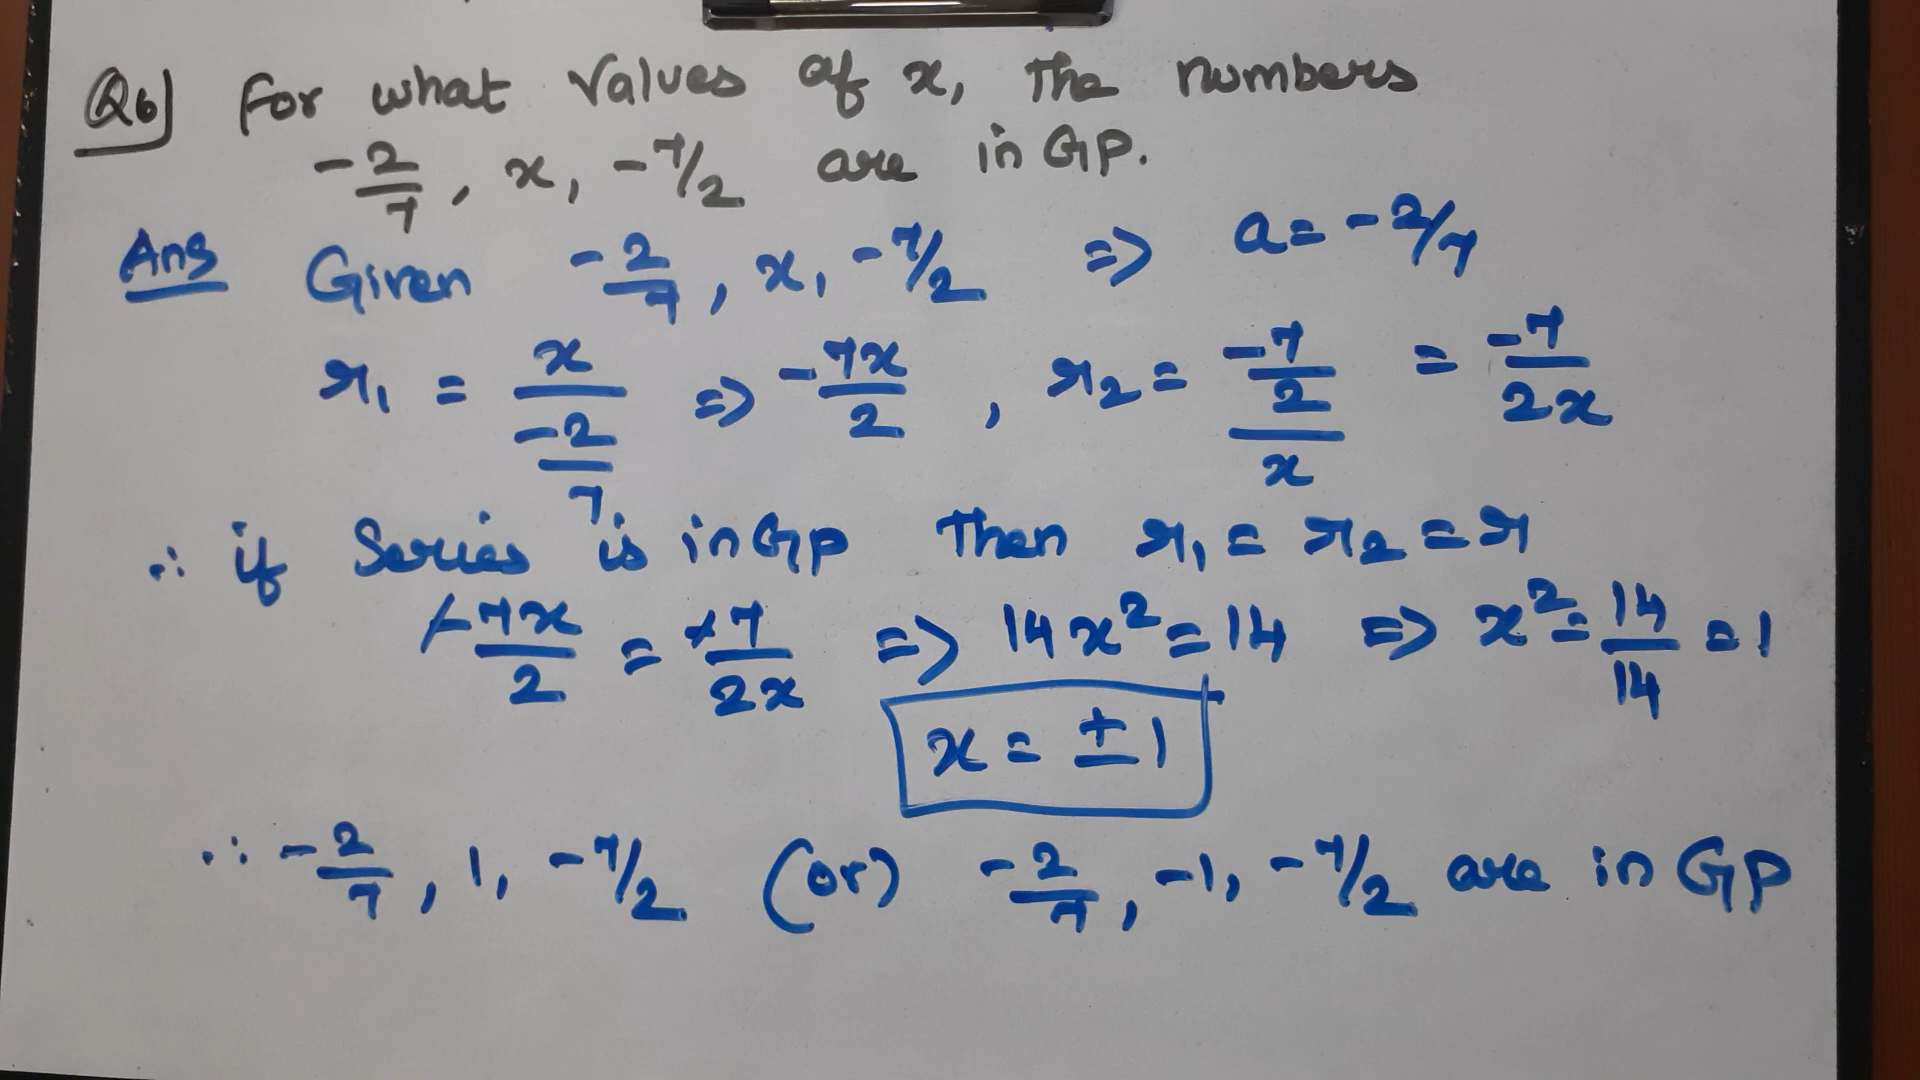 Q6) For what values of x, The numbers
-2/7, x, -7/2 are in GP.
Ans Given -2/7, x, -7/2 => a = -2/7
r₁ = x/(-2/7) => -7x/2, r₂ = (-7/2)/x = -7/2x
∴ if Series is in GP Then r₁ = r₂ = r
-7x/2 = -7/2x => 14x² = 14 => x² = 14/14 = 1
x = ±1
∴ -2/7, 1, -7/2 (or) -2/7, -1, -7/2 are in GP